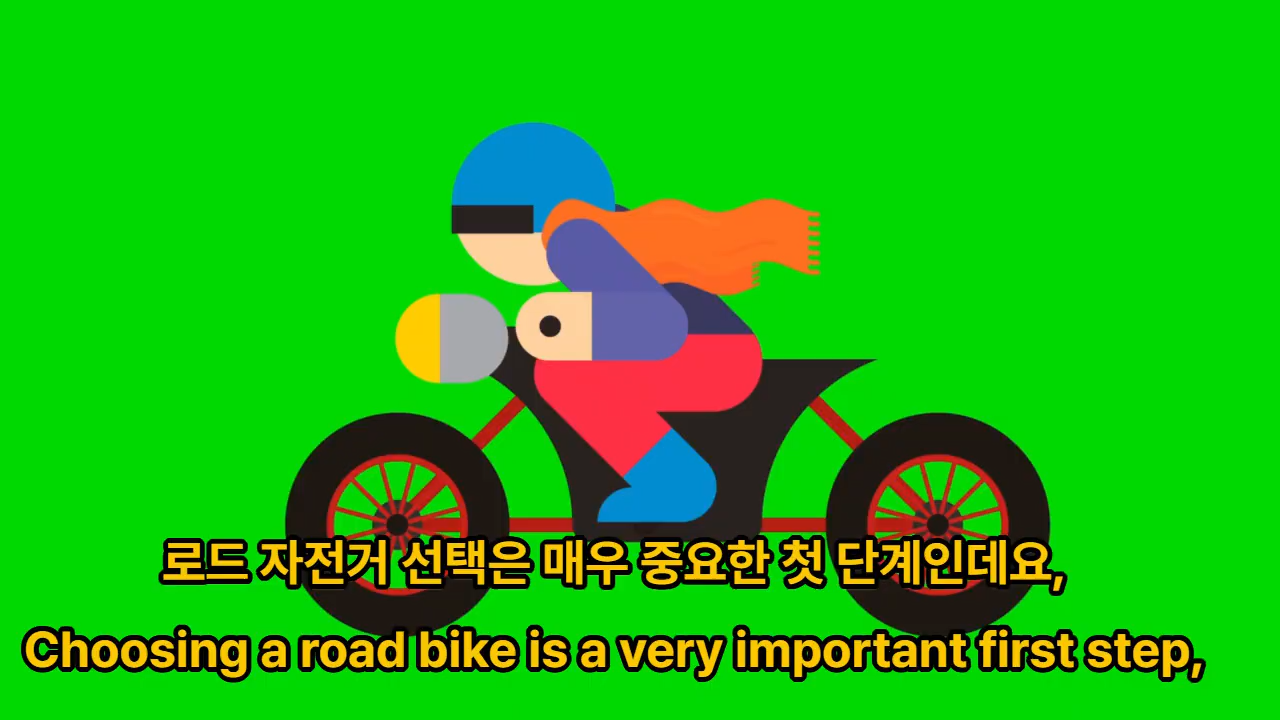 로드 자전거 선택은 매우 중요한 첫 단계인데요,
Choosing a road bike is a very important first step,